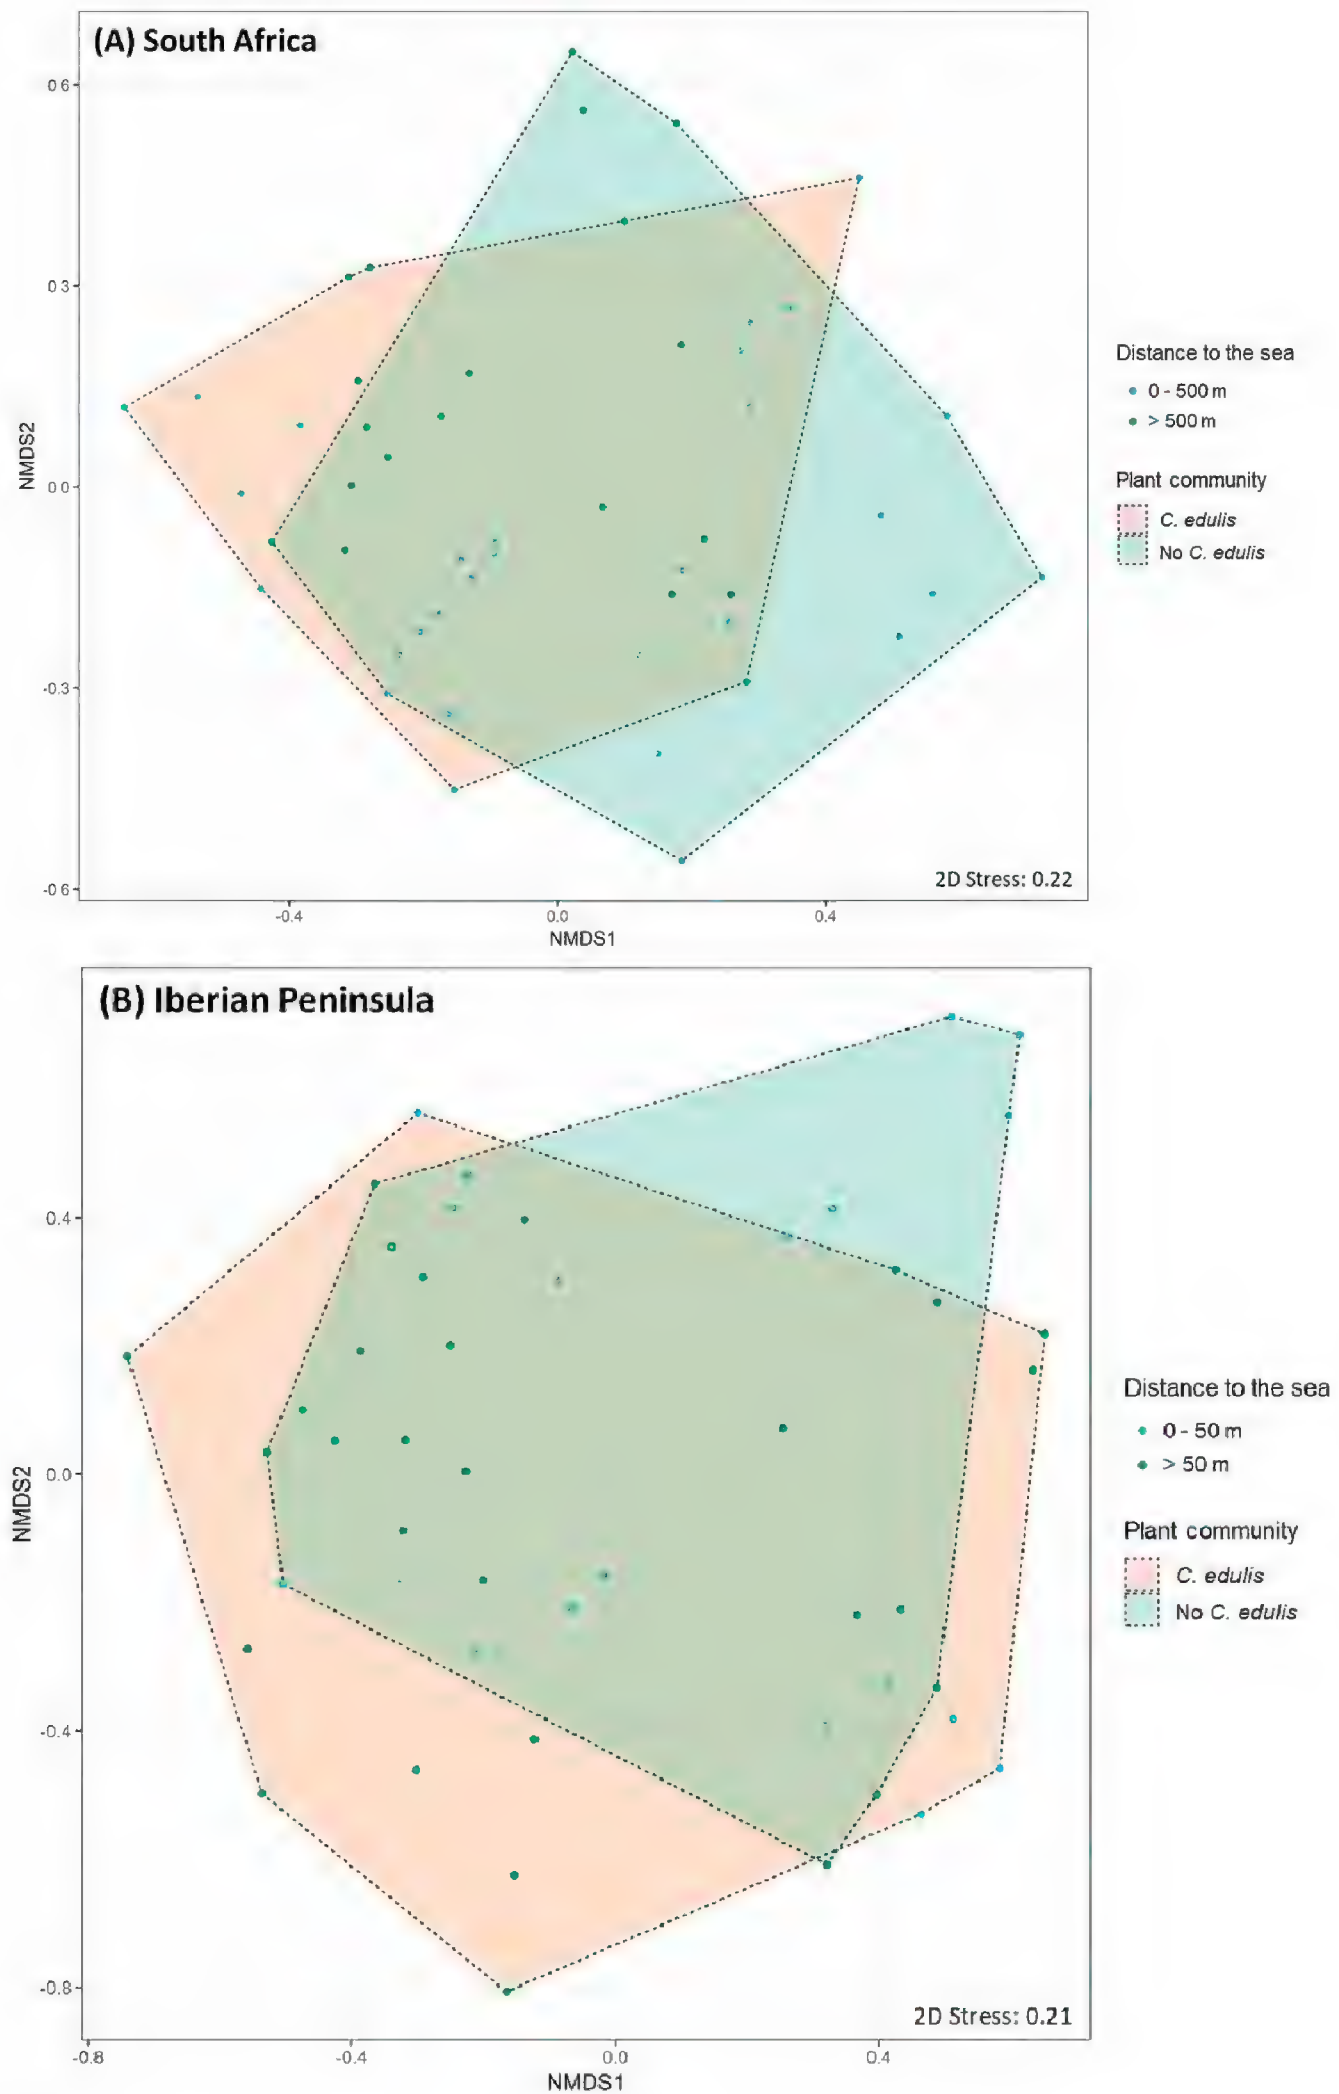 (A) South Africa
0.6
0.3
0.0
-0.3
-0.6
NMDS2
-0.4
0.0
0.4
NMDS1
2D Stress: 0.22
Distance to the sea
0 - 500 m
> 500 m
Plant community
C. edulis
No C. edulis
(B) Iberian Peninsula
0.4
0.0
-0.4
-0.8
NMDS2
-0.8
-0.4
0.0
0.4
NMDS1
2D Stress: 0.21
Distance to the sea
0 - 50 m
> 50 m
Plant community
C. edulis
No C. edulis